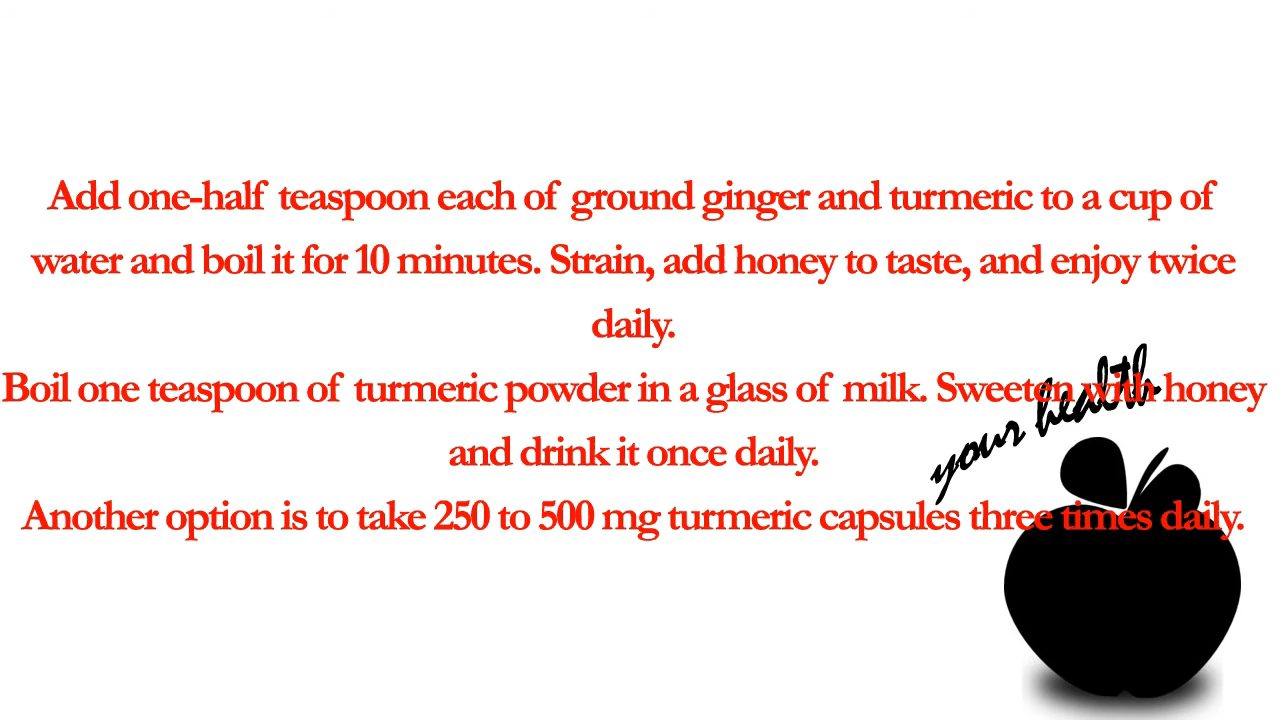 Add one-half teaspoon each of ground ginger and turmeric to a cup of
water and boil it for 10 minutes. Strain, add honey to taste, and enjoy twice
daily.
Boil one teaspoon of turmeric powder in a glass of milk. Sweeten with honey
and drink it once daily.
Another option is to take 250 to 500 mg turmeric capsules three times daily.
your health